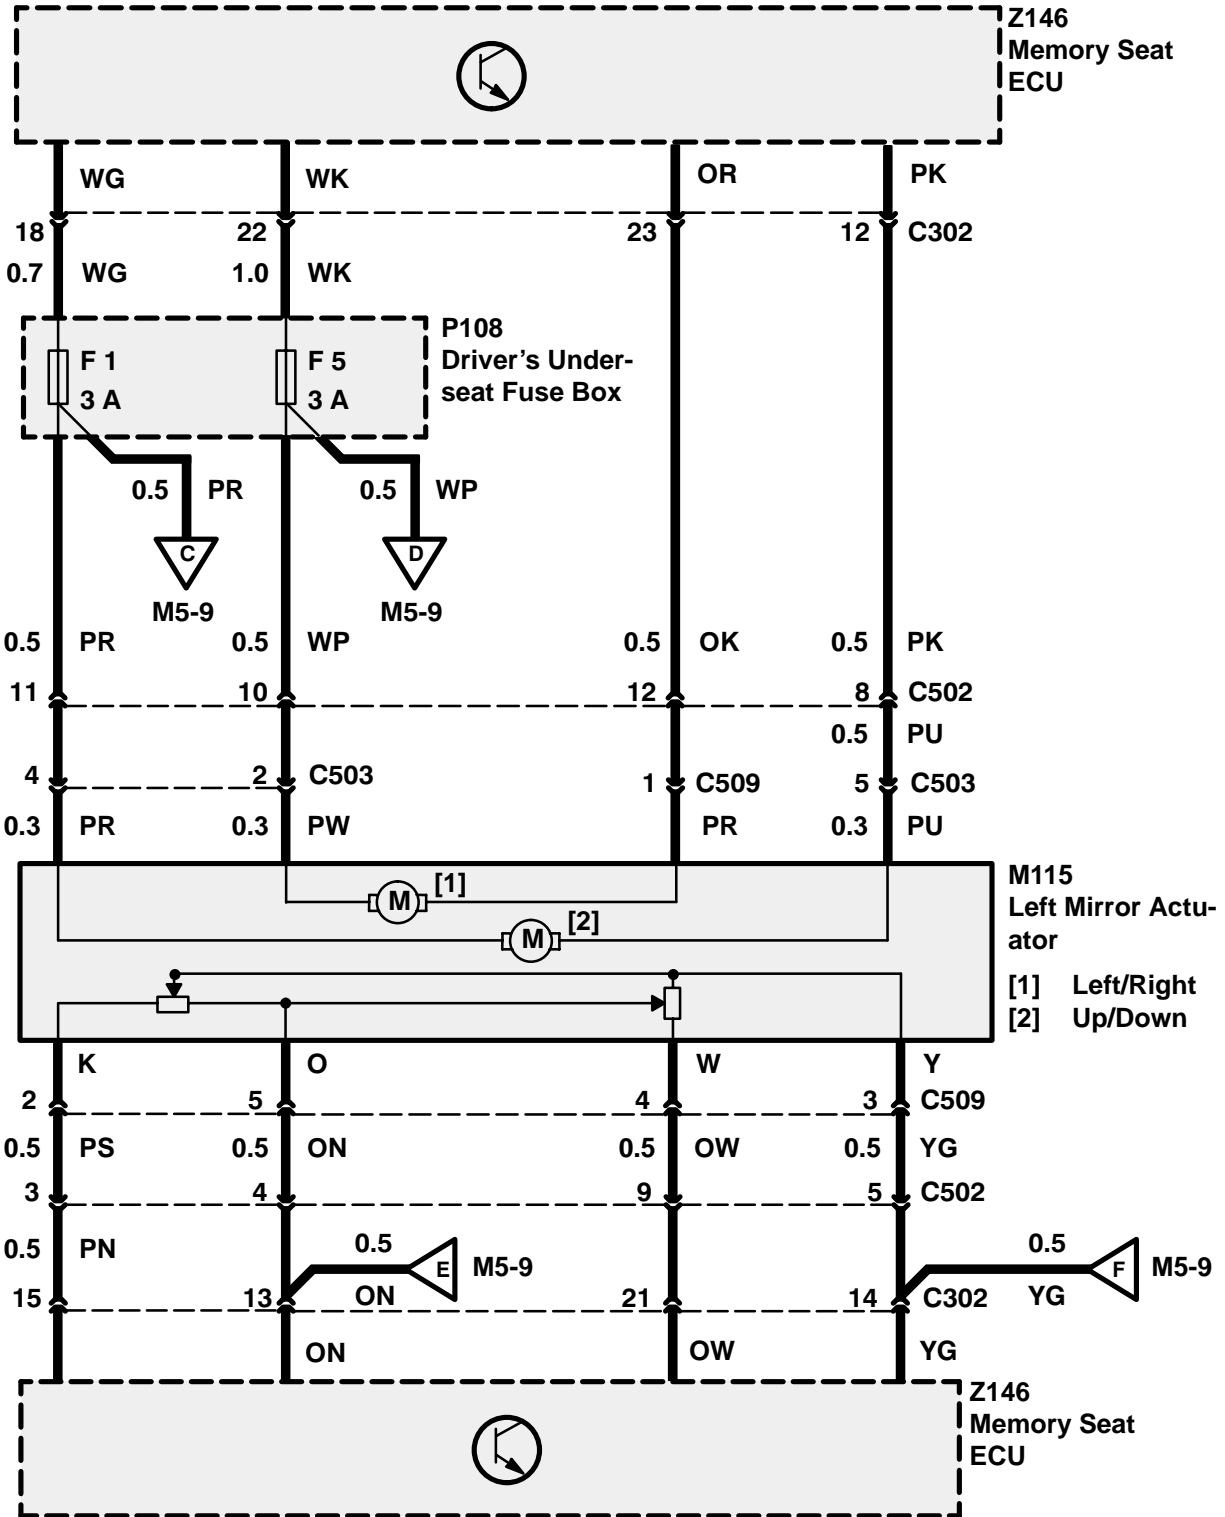 Z146
Memory Seat
ECU
WG WK OR PK
18 22 23 12 C302
0.7 WG 1.0 WK
P108
Driver’s Under-
seat Fuse Box
F 1 F 5
3 A 3 A
0.5 PR 0.5 WP
C D
M5-9 M5-9
0.5 PR 0.5 WP 0.5 OK 0.5 PK
11 10 12 8 C502
0.5 PU
4 2 C503 1 C509 5 C503
0.3 PR 0.3 PW PR 0.3 PU
M115
Left Mirror Actu-
ator
[1] Left/Right
[2] Up/Down
M [1]
M [2]
K O W Y
2 5 4 3 C509
0.5 PS 0.5 ON 0.5 OW 0.5 YG
3 4 9 5 C502
0.5 PN 0.5 E M5-9 0.5 F M5-9
15 13 ON 21 14 C302 YG
ON OW YG
Z146
Memory Seat
ECU